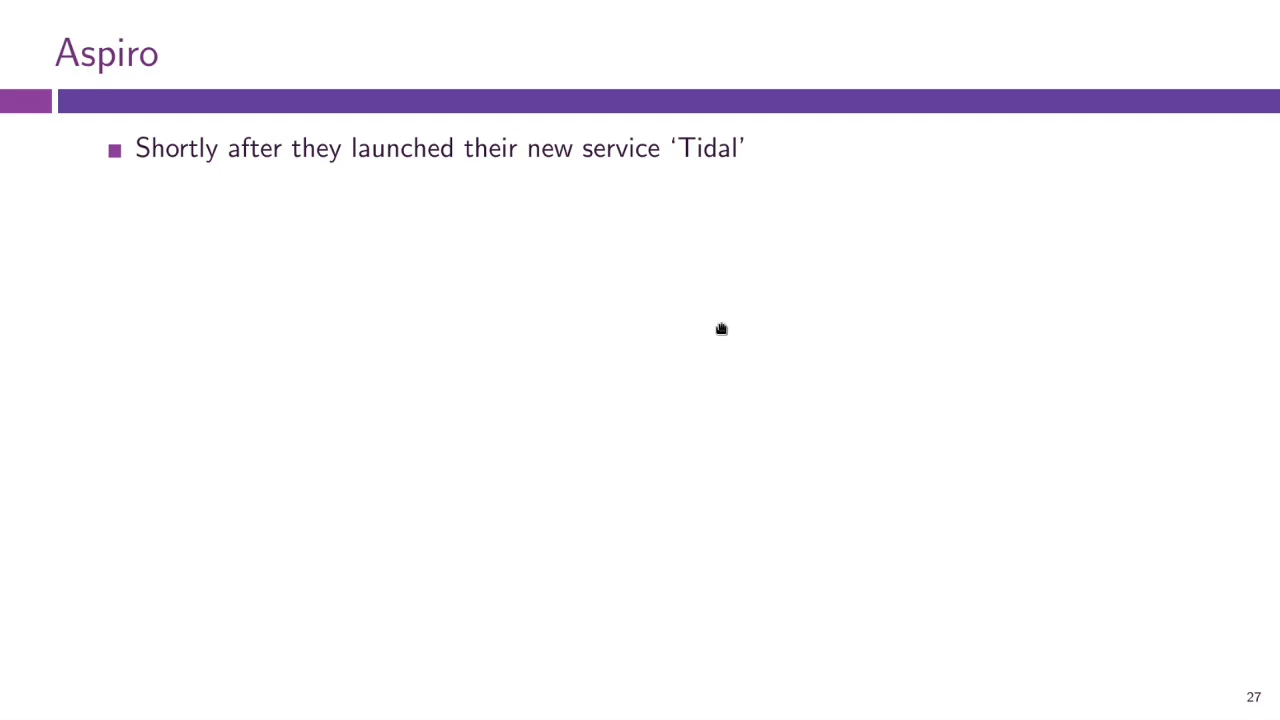 Aspiro
Shortly after they launched their new service ‘Tidal’
27